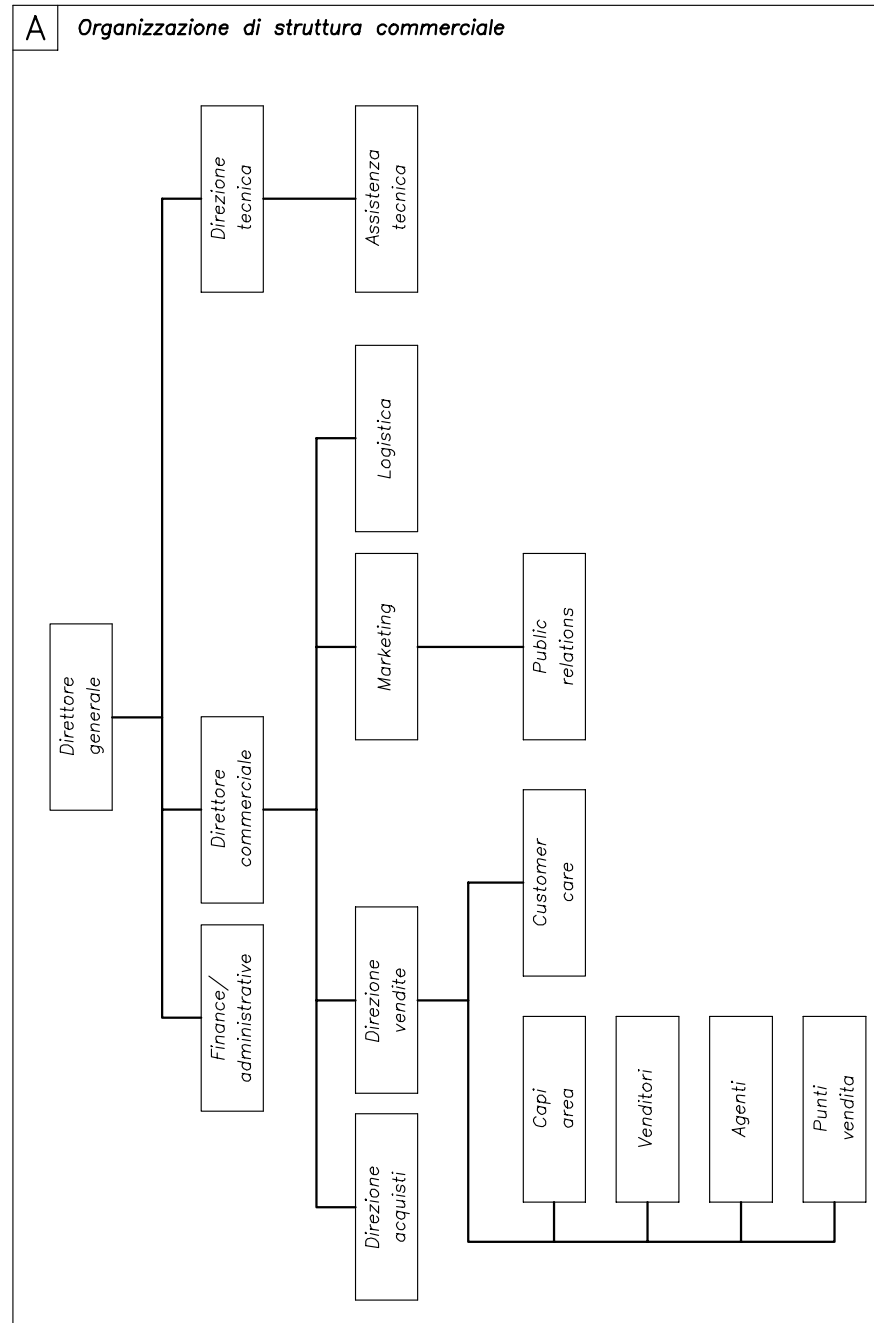 A
Organizzazione di struttura commerciale
Direttore
generale
Finance/
administrative
Direttore
commerciale
Direzione
tecnica
Direzione
acquisti
Direzione
vendite
Marketing
Logistica
Assistenza
tecnica
Capi
area
Customer
care
Public
relations
Venditori
Agenti
Punti
vendita